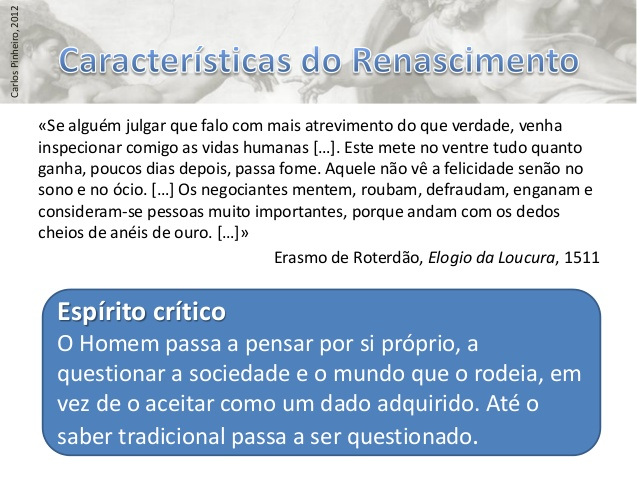 Carlos Pinheiro, 2012
Características do Renascimento
«Se alguém julgar que falo com mais atrevimento do que verdade, venha
inspecionar comigo as vidas humanas […]. Este mete no ventre tudo quanto
ganha, poucos dias depois, passa fome. Aquele não vê a felicidade senão no
sono e no ócio. […] Os negociantes mentem, roubam, defraudam, enganam e
consideram-se pessoas muito importantes, porque andam com os dedos
cheios de anéis de ouro. […]»
Erasmo de Roterdão, Elogio da Loucura, 1511
Espírito crítico
O Homem passa a pensar por si próprio, a
questionar a sociedade e o mundo que o rodeia, em
vez de o aceitar como um dado adquirido. Até o
saber tradicional passa a ser questionado.